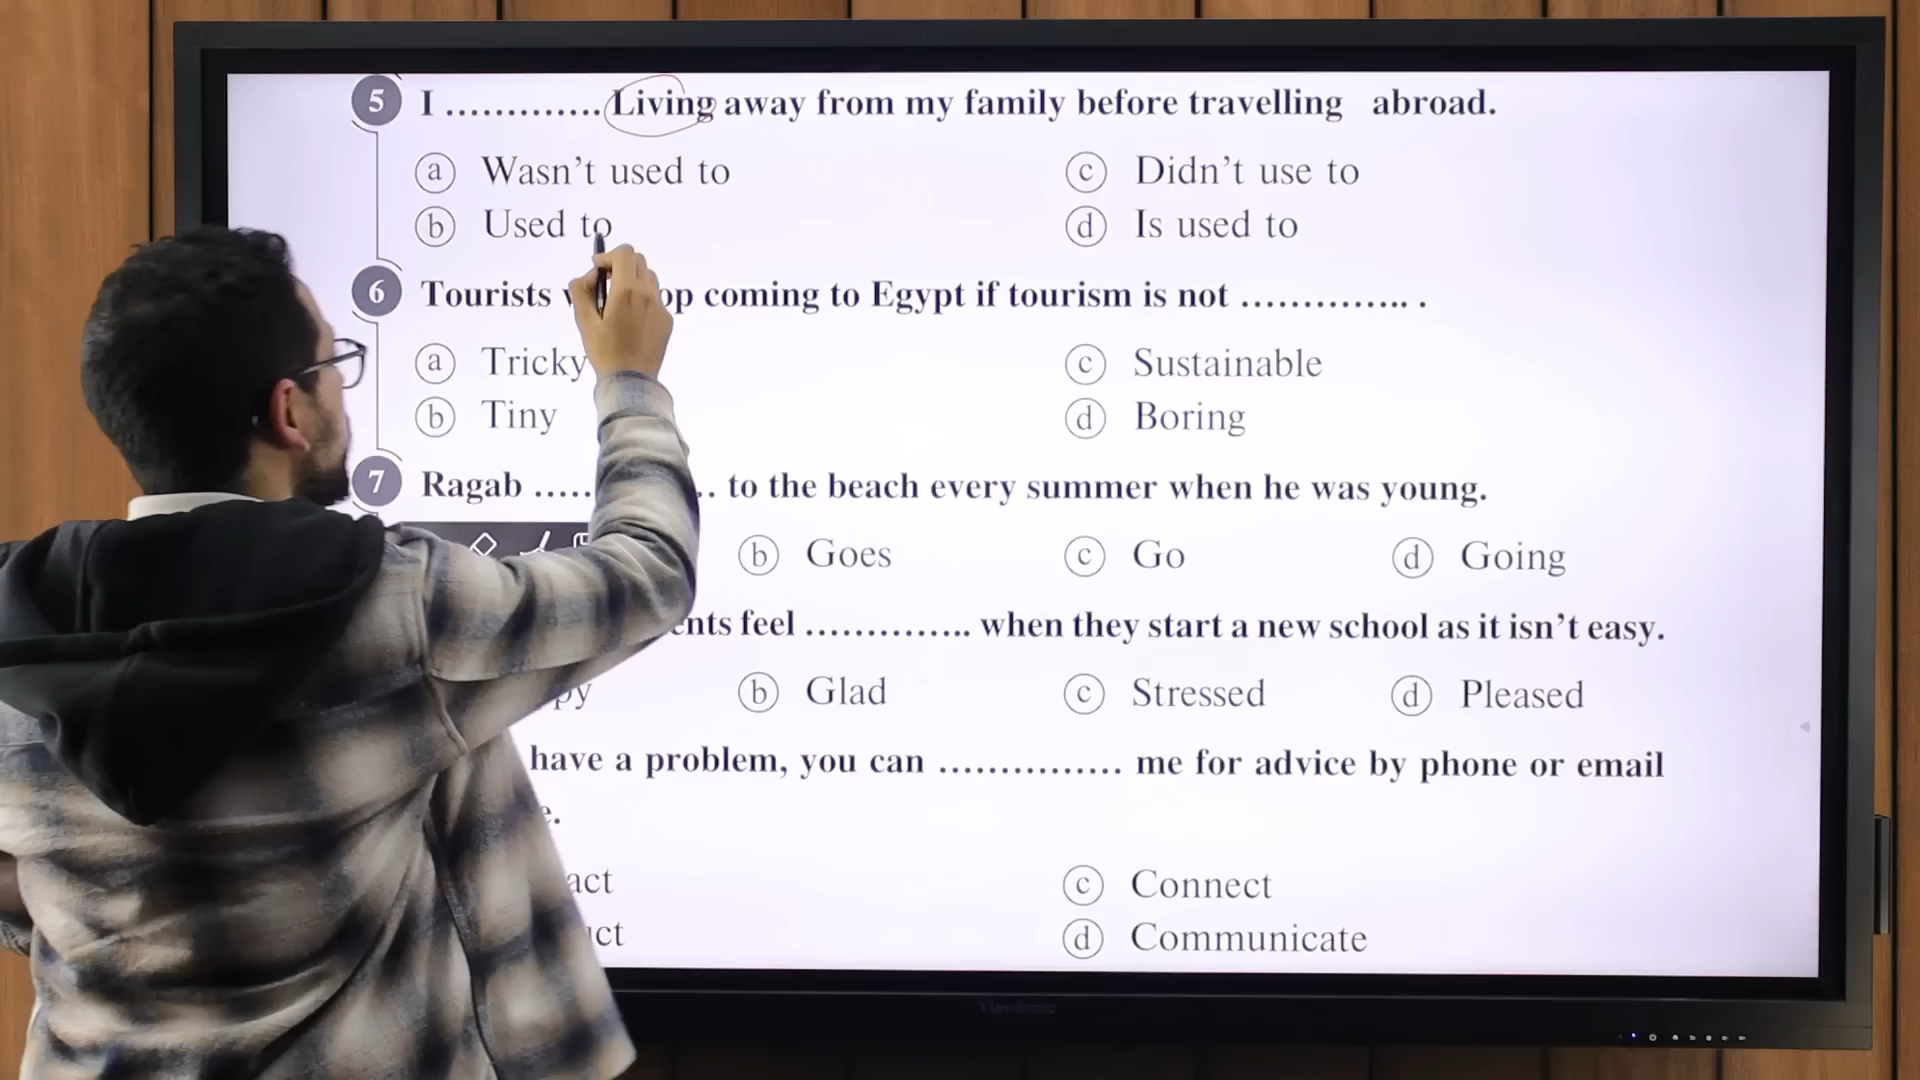 5 I ............. Living away from my family before travelling abroad.
a Wasn't used to
c Didn't use to
b Used to
d Is used to
6 Tourists coming to Egypt if tourism is not .............. .
a Tricky
c Sustainable
b Tiny
d Boring
7 Ragab ..... .. to the beach every summer when he was young.
b Goes
c Go
d Going
feel .............. when they start a new school as it isn't easy.
b Glad
c Stressed
d Pleased
have a problem, you can ............... me for advice by phone or email
c Connect
d Communicate
ViewSonic